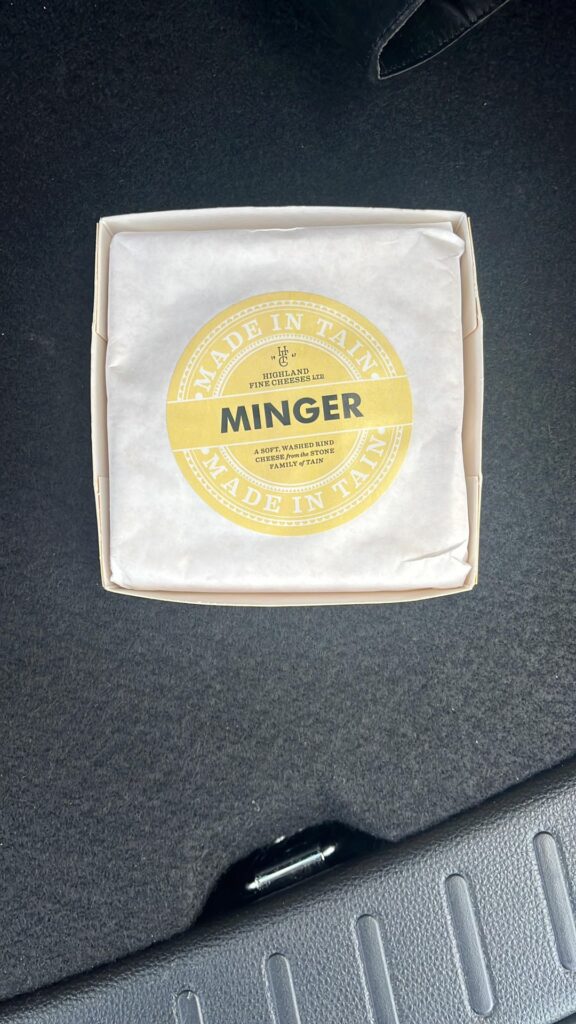 MADE IN TAIN
HFC
19 47
HIGHLAND
FINE CHEESES LTD
MINGER
A SOFT, WASHED RIND
CHEESE from the STONE
FAMILY of TAIN
MADE IN TAIN